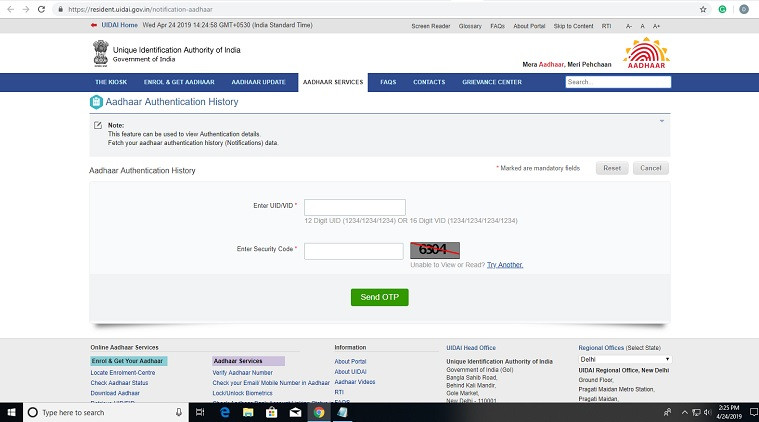 https://resident.uidai.gov.in/notification-aadhaar
UIDAI Home Wed Apr 24 2019 14:24:58 GMT+0530 (India Standard Time) Screen Reader Glossary FAQs About Portal Skip to Content RTI A- A A+
Unique Identification Authority of India
Government of India
Mera Aadhaar, Meri Pehchaan
AADHAAR
THE KIOSK ENROL & GET AADHAAR AADHAAR UPDATE AADHAAR SERVICES FAQS CONTACTS GRIEVANCE CENTER Search...
Aadhaar Authentication History
Note:
This feature can be used to view Authentication details.
Fetch your aadhaar authentication history (Notifications) data.
Aadhaar Authentication History * Marked are mandatory fields Reset Cancel
Enter UID/VID *
12 Digit UID (1234/1234/1234) OR 16 Digit VID (1234/1234/1234/1234)
Enter Security Code * 6304
Unable to View or Read? Try Another.
Send OTP
Online Aadhaar Services
Enrol & Get Your Aadhaar
Locate Enrolment-Centre
Check Aadhaar Status
Download Aadhaar
Aadhaar Services
Verify Aadhaar Number
Check your Email/ Mobile Number in Aadhaar
Lock/Unlock Biometrics
Information
About Portal
About UIDAI
Aadhaar Videos
RTI
FAQS
UIDAI Head Office
Unique Identification Authority of India
Government of India (GoI)
Bangla Sahib Road,
Behind Kali Mandir,
Gole Market,
New Delhi - 110001
Regional Offices (Select State)
Delhi
UIDAI Regional Office, New Delhi
Ground Floor,
Pragati Maidan Metro Station,
Pragati Maidan,
Type here to search
2:25 PM
4/24/2019